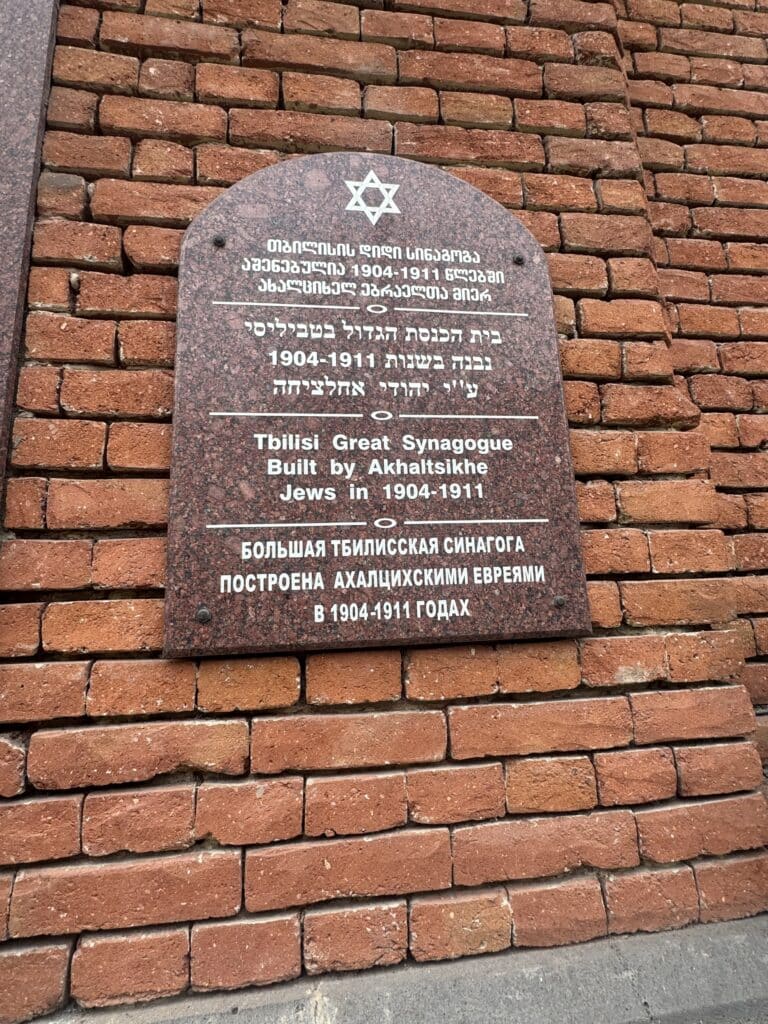 თბილისის დიდი სინაგოგა
აშენებულია 1904-1911 წლებში
ახალციხელ ებრაელთა მიერ
בית הכנסת הגדול בטביליסי
נבנה בשנות 1904-1911
ע''י יהודי אחלציחה
Tbilisi Great Synagogue
Built by Akhaltsikhe
Jews in 1904-1911
БОЛЬШАЯ ТБИЛИССКАЯ СИНАГОГА
ПОСТРОЕНА АХАЛЦИХСКИМИ ЕВРЕЯМИ
В 1904-1911 ГОДАХ